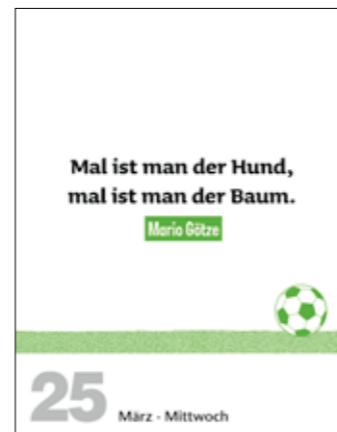 Mal ist man der Hund,
mal ist man der Baum.
Mario Götze
25
März - Mittwoch